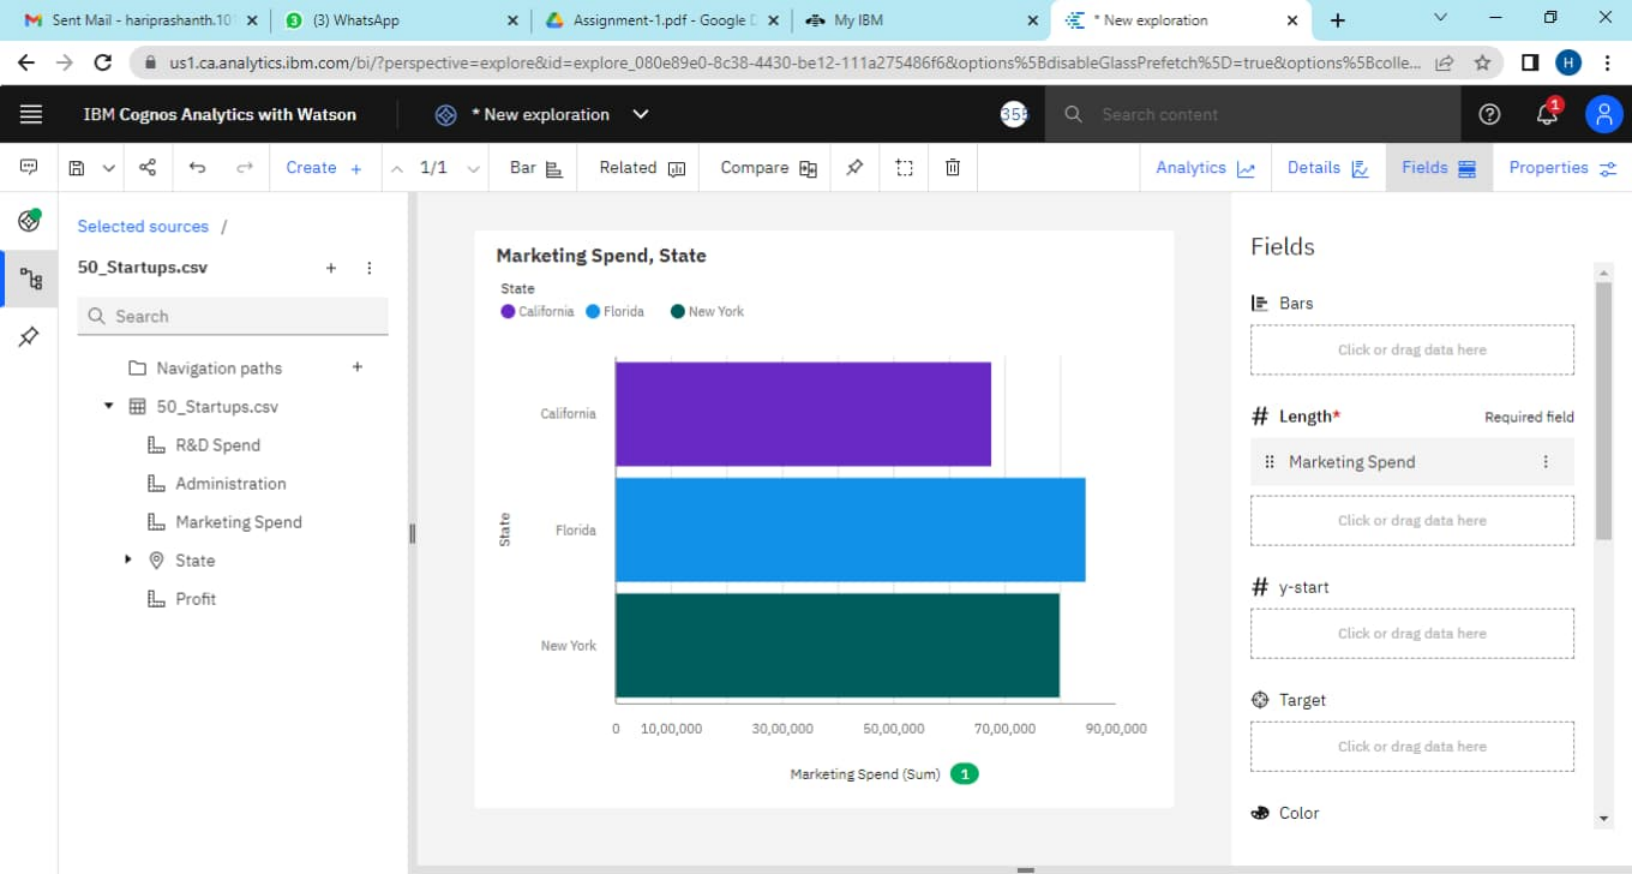 Sent Mail - hariprashanth.10
(3) WhatsApp
Assignment-1.pdf - Google D
My IBM
* New exploration
us1.ca.analytics.ibm.com/bi/?perspective=explore&id=explore_080e89e0-8c38-4430-be12-111a275486f6&options%5BdisableGlassPrefetch%5D=true&options%5Bcolle...
H
IBM Cognos Analytics with Watson
* New exploration
Search content
1
Create +
1/1
Bar
Related
Compare
Analytics
Details
Fields
Properties
Selected sources /
50_Startups.csv
Search
Navigation paths
50_Startups.csv
R&D Spend
Administration
Marketing Spend
State
Profit
Marketing Spend, State
State
California Florida New York
California
Florida
New York
State
0 10,00,000 30,00,000 50,00,000 70,00,000 90,00,000
Marketing Spend (Sum) 1
Fields
Bars
Click or drag data here
# Length* Required field
Marketing Spend
Click or drag data here
# y-start
Click or drag data here
Target
Click or drag data here
Color